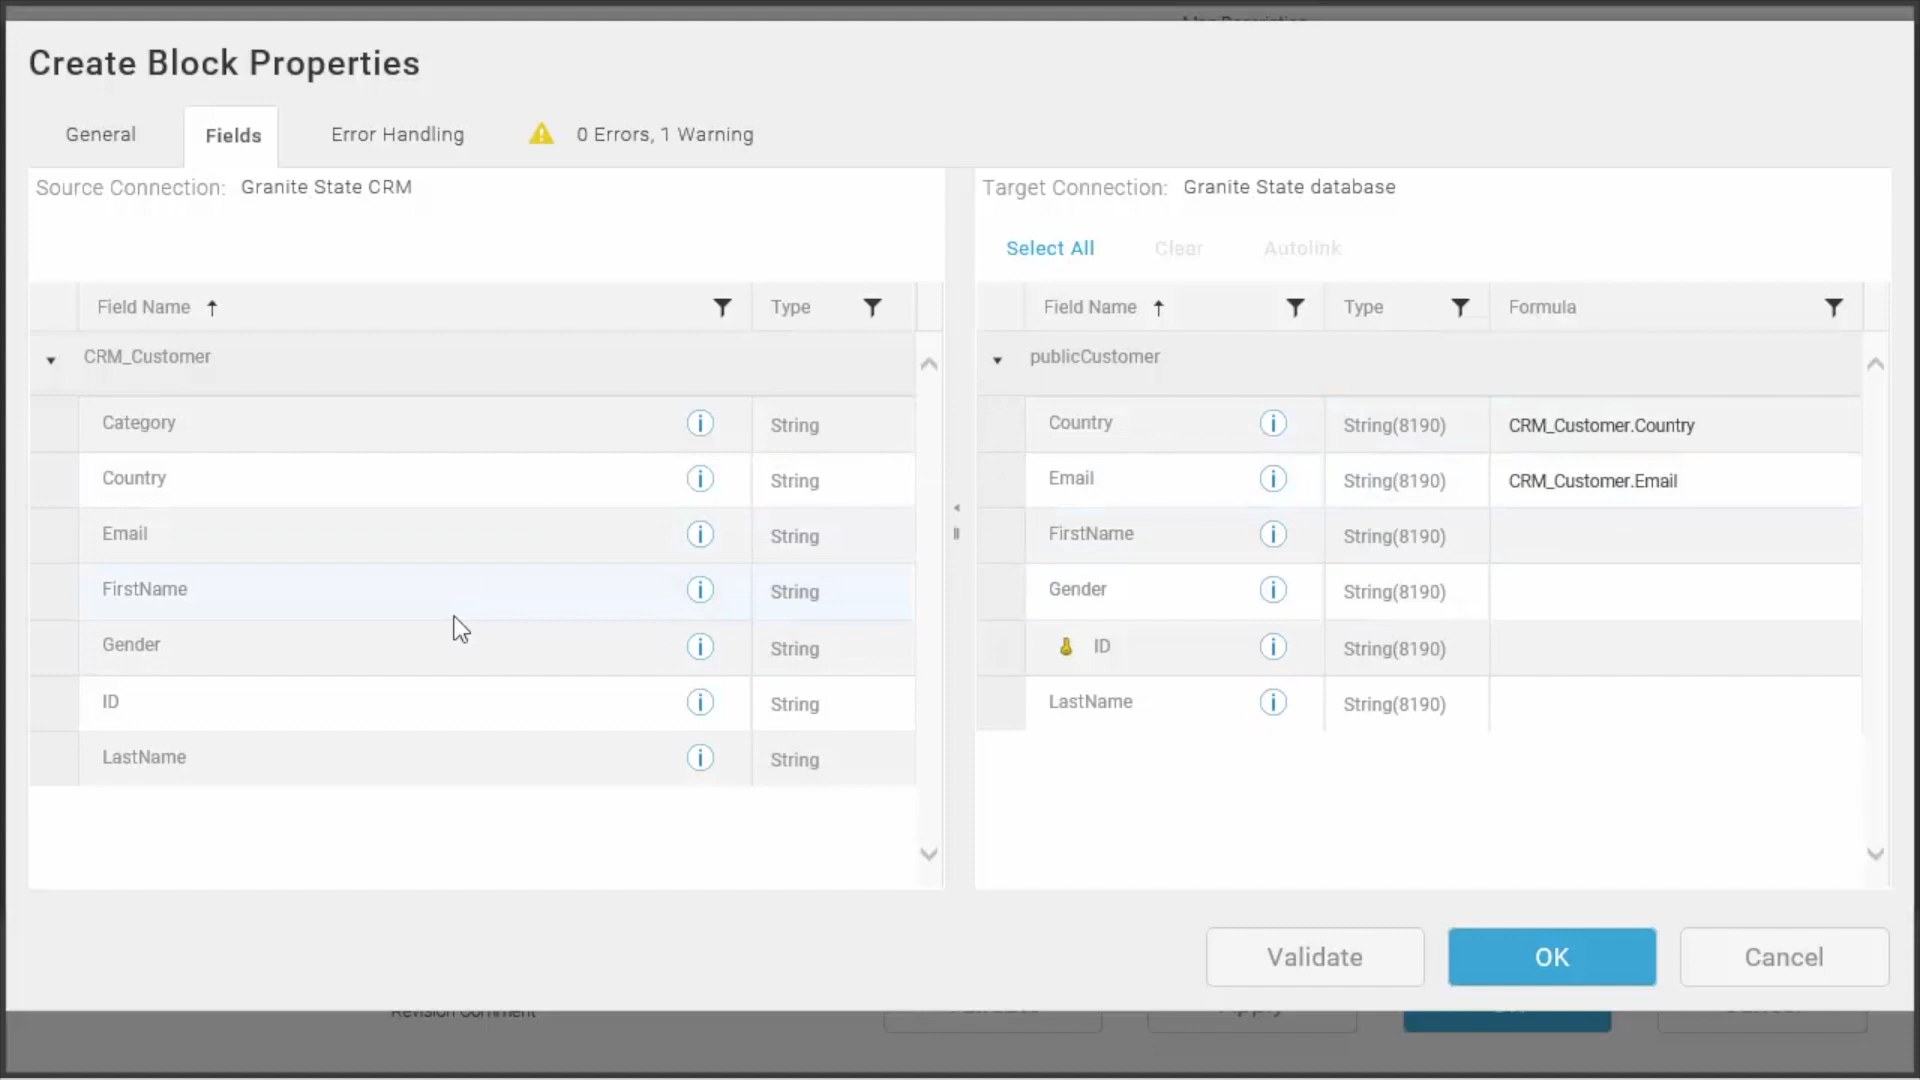 Create Block Properties
General
Fields
Error Handling
0 Errors, 1 Warning
Source Connection: Granite State CRM
Target Connection: Granite State database
Select All
Clear
Autolink
Field Name
Type
Field Name
Type
Formula
CRM_Customer
Category
String
Country
String
Email
String
FirstName
String
Gender
String
ID
String
LastName
String
publicCustomer
Country
String(8190)
CRM_Customer.Country
Email
String(8190)
CRM_Customer.Email
FirstName
String(8190)
Gender
String(8190)
ID
String(8190)
LastName
String(8190)
Validate
OK
Cancel
Revision Comment